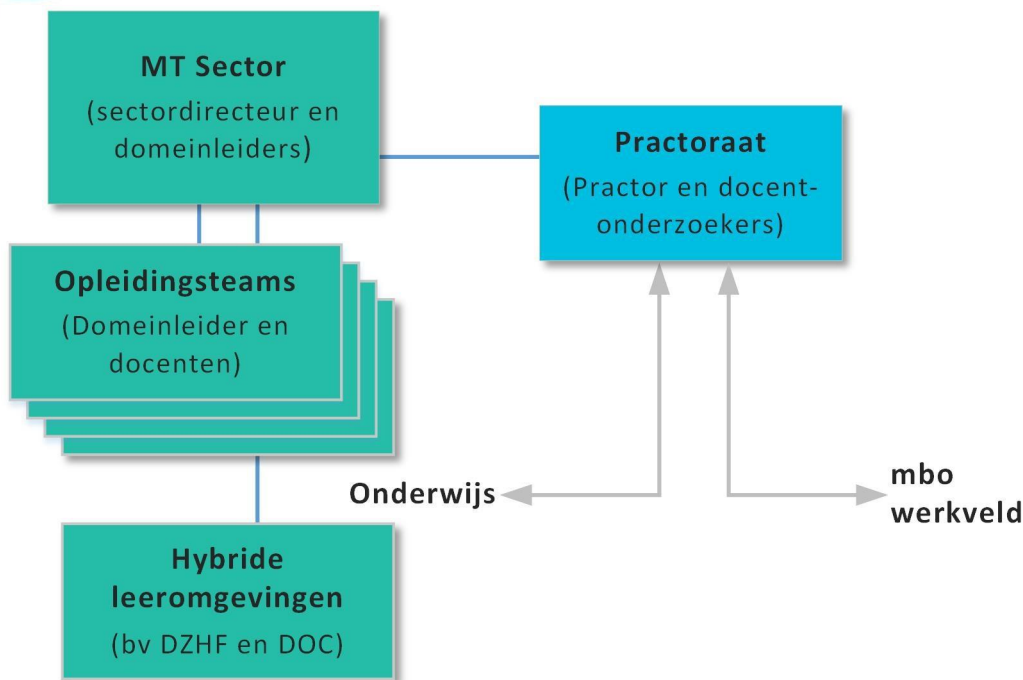 MT Sector
(sectordirecteur en
domeinleiders)
Practoraat
(Practor en docent-
onderzoekers)
Opleidingsteams
(Domeinleider en
docenten)
Onderwijs
mbo
werkveld
Hybride
leeromgevingen
(bv DZHF en DOC)